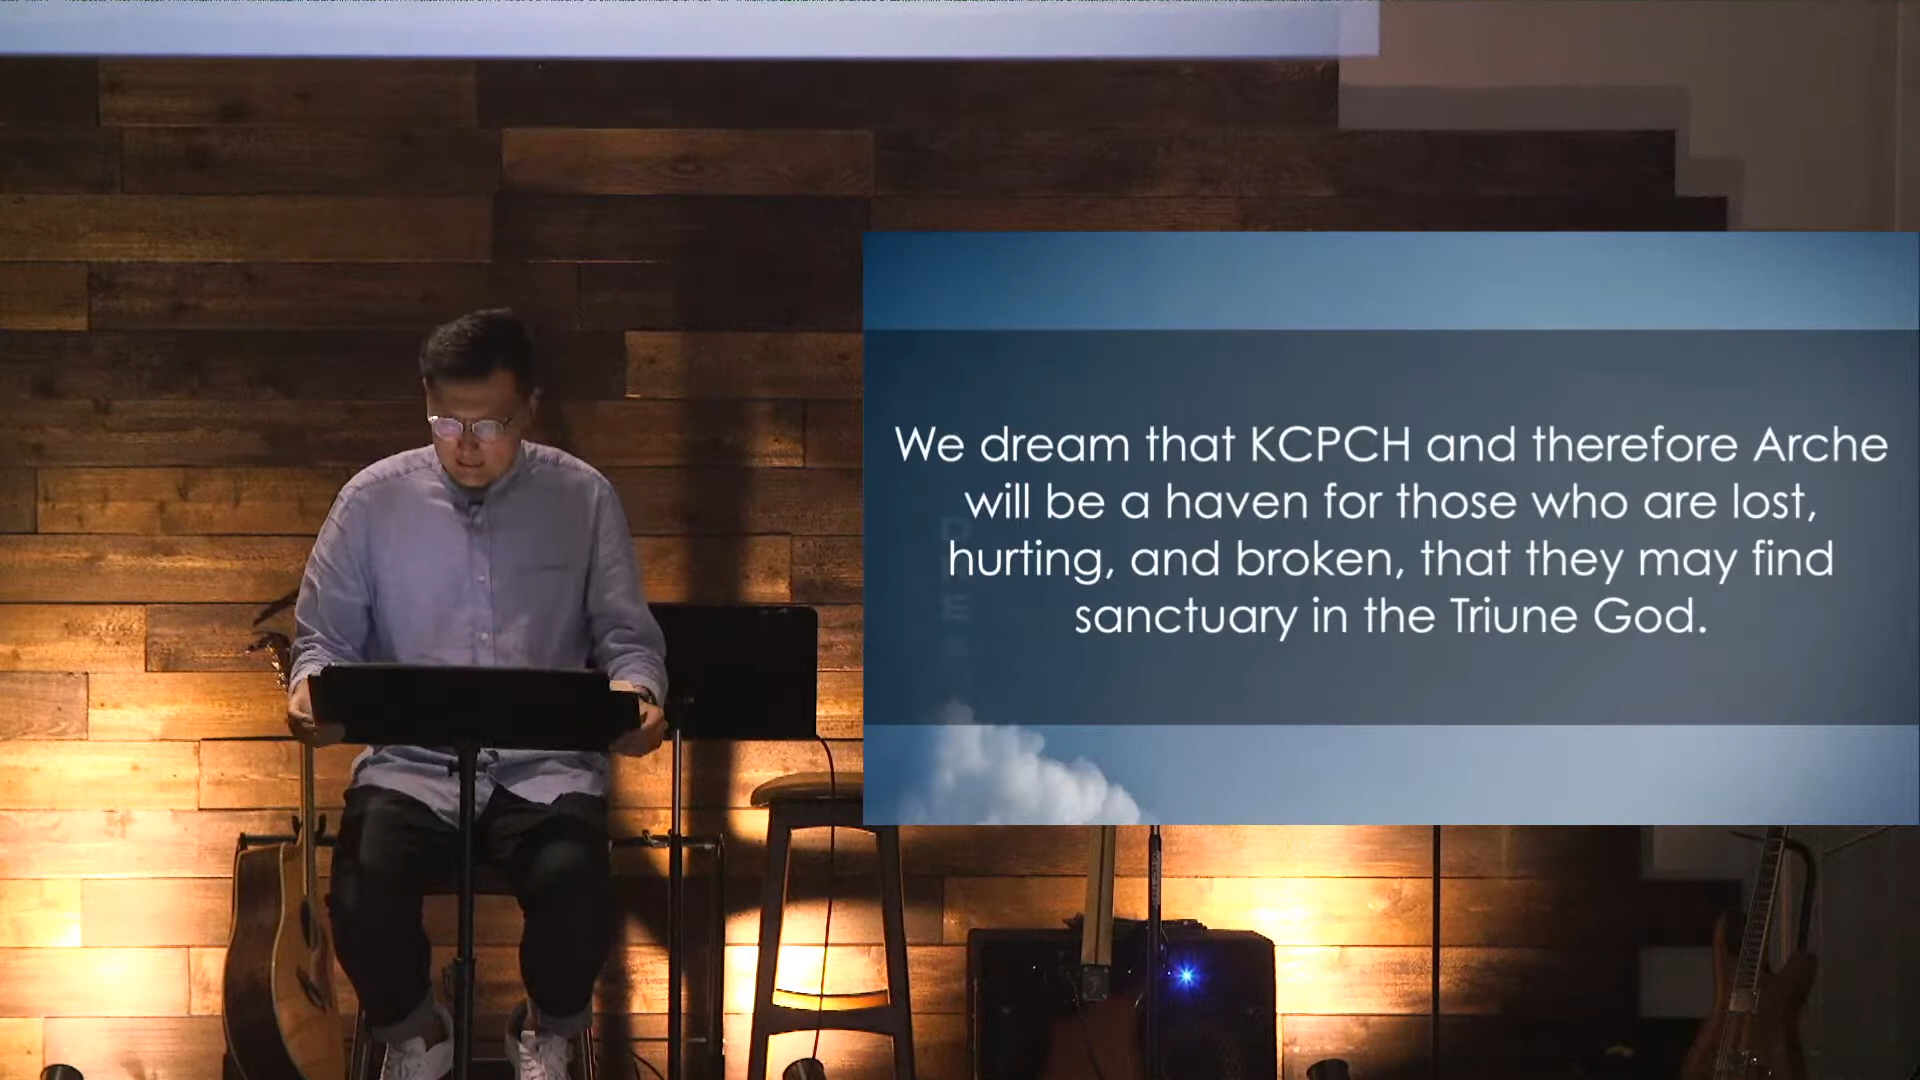 We dream that KCPCH and therefore Arche
will be a haven for those who are lost,
hurting, and broken, that they may find
sanctuary in the Triune God.